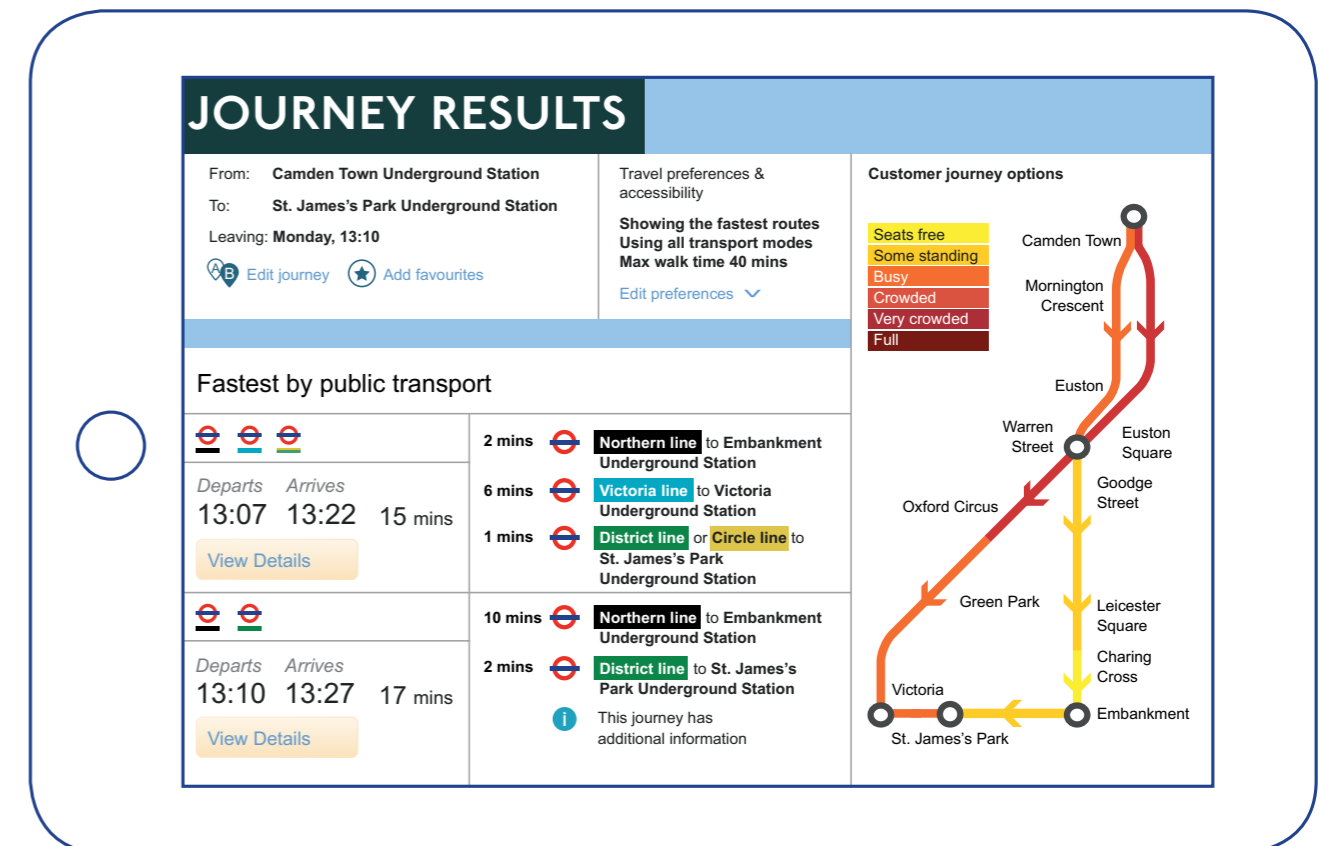 JOURNEY RESULTS
From: Camden Town Underground Station
To: St. James's Park Underground Station
Leaving: Monday, 13:10
A B Edit journey Add favourites
Travel preferences &
accessibility
Showing the fastest routes
Using all transport modes
Max walk time 40 mins
Edit preferences
Fastest by public transport
Departs Arrives
13:07 13:22 15 mins
View Details
2 mins Northern line to Embankment
Underground Station
6 mins Victoria line to Victoria
Underground Station
1 mins District line or Circle line to
St. James's Park
Underground Station
Departs Arrives
13:10 13:27 17 mins
View Details
10 mins Northern line to Embankment
Underground Station
2 mins District line to St. James's
Park Underground Station
i This journey has
additional information
Customer journey options
Seats free
Some standing
Busy
Crowded
Very crowded
Full
Camden Town
Mornington
Crescent
Euston
Warren
Street
Euston
Square
Goodge
Street
Oxford Circus
Green Park
Leicester
Square
Charing
Cross
Victoria
Embankment
St. James's Park